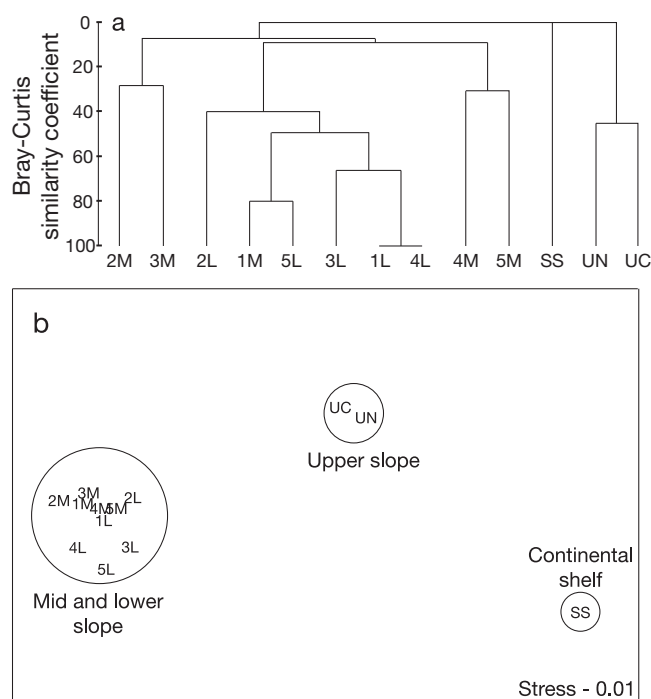 a
Bray-Curtis
similarity coefficient
0
20
40
60
80
100
2M 3M 2L 1M 5L 3L 1L 4L 4M 5M SS UN UC
b
UC
UN
Upper slope
3M
2M 1M 2L
4M 5M
1L
4L 3L
5L
Mid and lower
slope
Continental
shelf
SS
Stress - 0.01